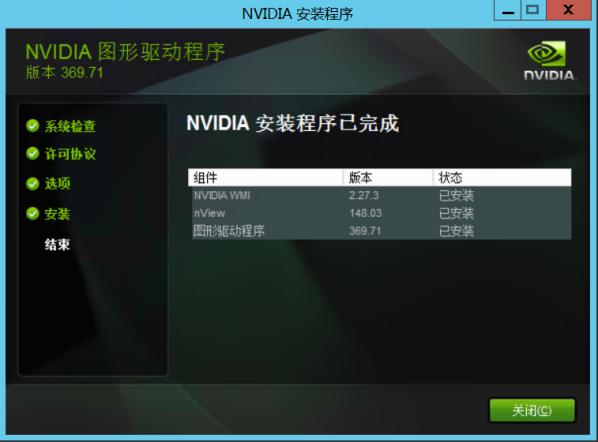 NVIDIA 安装程序
NVIDIA 图形驱动程序
版本 369.71
NVIDIA.
系统检查
许可协议
选项
安装
结束
NVIDIA 安装程序已完成
组件 版本 状态
NVIDIA WMI 2.27.3 已安装
nView 148.03 已安装
图形驱动程序 369.71 已安装
关闭(C)